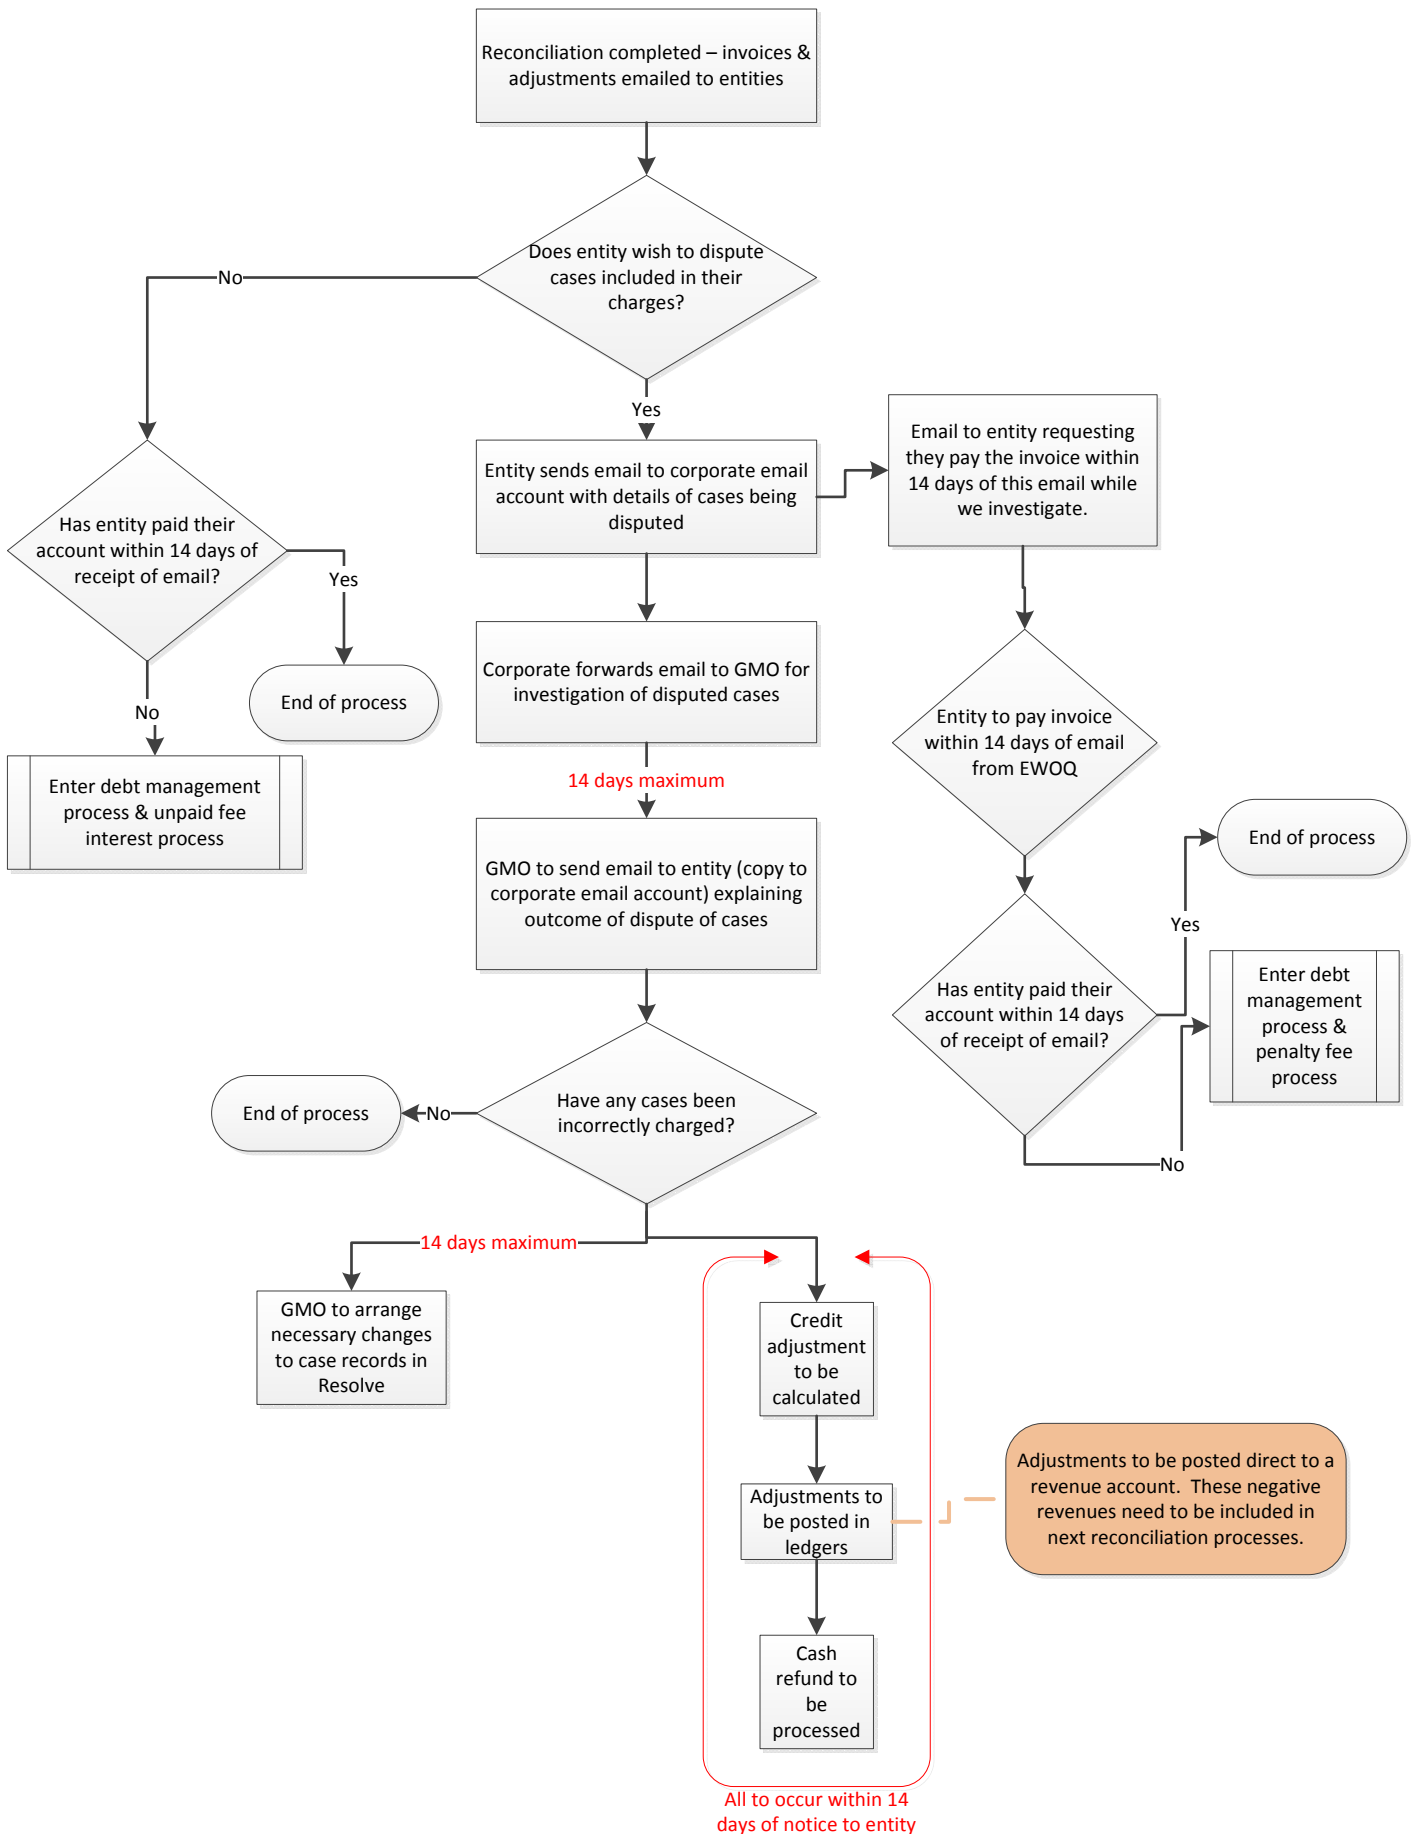 Reconciliation completed – invoices &
adjustments emailed to entities
Does entity wish to dispute
cases included in their
charges?
No
Yes
Entity sends email to corporate email
account with details of cases being
disputed
Email to entity requesting
they pay the invoice within
14 days of this email while
we investigate.
Has entity paid their
account within 14 days of
receipt of email?
Yes
End of process
No
Enter debt management
process & unpaid fee
interest process
Corporate forwards email to GMO for
investigation of disputed cases
14 days maximum
GMO to send email to entity (copy to
corporate email account) explaining
outcome of dispute of cases
Entity to pay invoice
within 14 days of email
from EWOQ
Has entity paid their
account within 14 days
of receipt of email?
Yes
End of process
No
Enter debt
management
process &
penalty fee
process
Have any cases been
incorrectly charged?
No
End of process
14 days maximum
GMO to arrange
necessary changes
to case records in
Resolve
Credit
adjustment
to be
calculated
Adjustments to
be posted in
ledgers
Adjustments to be posted direct to a
revenue account.  These negative
revenues need to be included in
next reconciliation processes.
Cash
refund to
be
processed
All to occur within 14
days of notice to entity